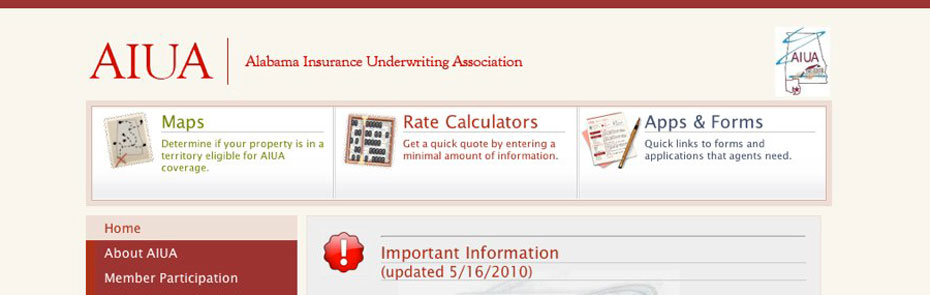 AIUA
Alabama Insurance Underwriting Association
AIUA
Maps
Determine if your property is in a
territory eligible for AIUA
coverage.
Rate Calculators
Get a quick quote by entering a
minimal amount of information.
Apps & Forms
Quick links to forms and
applications that agents need.
Home
About AIUA
Member Participation
Important Information
(updated 5/16/2010)